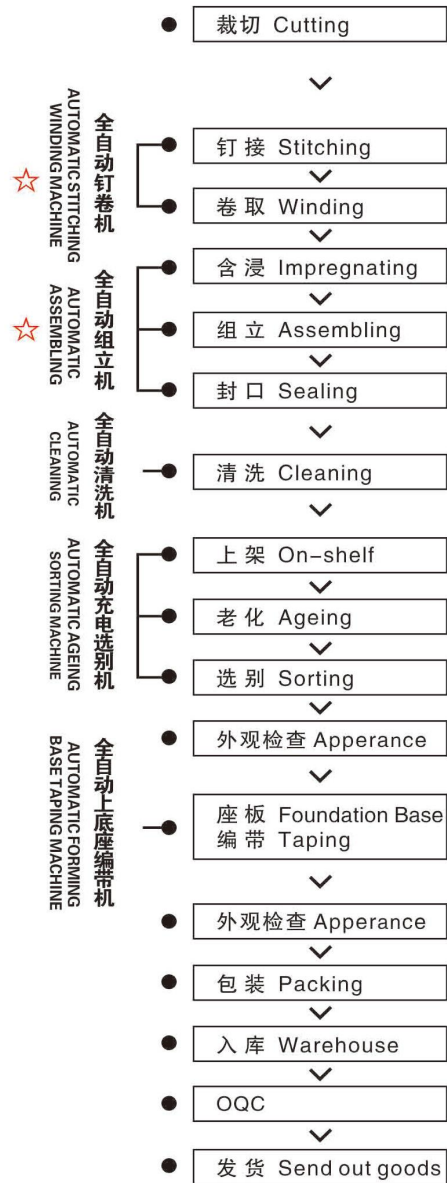 裁切 Cutting
全自动钉卷机
AUTOMATIC STITCHING
WINDING MACHINE
钉接 Stitching
卷取 Winding
全自动组立机
AUTOMATIC
ASSEMBLING
含浸 Impregnating
组立 Assembling
封口 Sealing
全自动清洗机
AUTOMATIC
CLEANING
清洗 Cleaning
全自动充电选别机
AUTOMATIC AGEING
SORTING MACHINE
上架 On-shelf
老化 Ageing
选别 Sorting
外观检查 Apperance
全自动上底座编带机
AUTOMATIC FORMING
BASE TAPING MACHINE
座板 Foundation Base
编带 Taping
外观检查 Apperance
包装 Packing
入库 Warehouse
OQC
发货 Send out goods